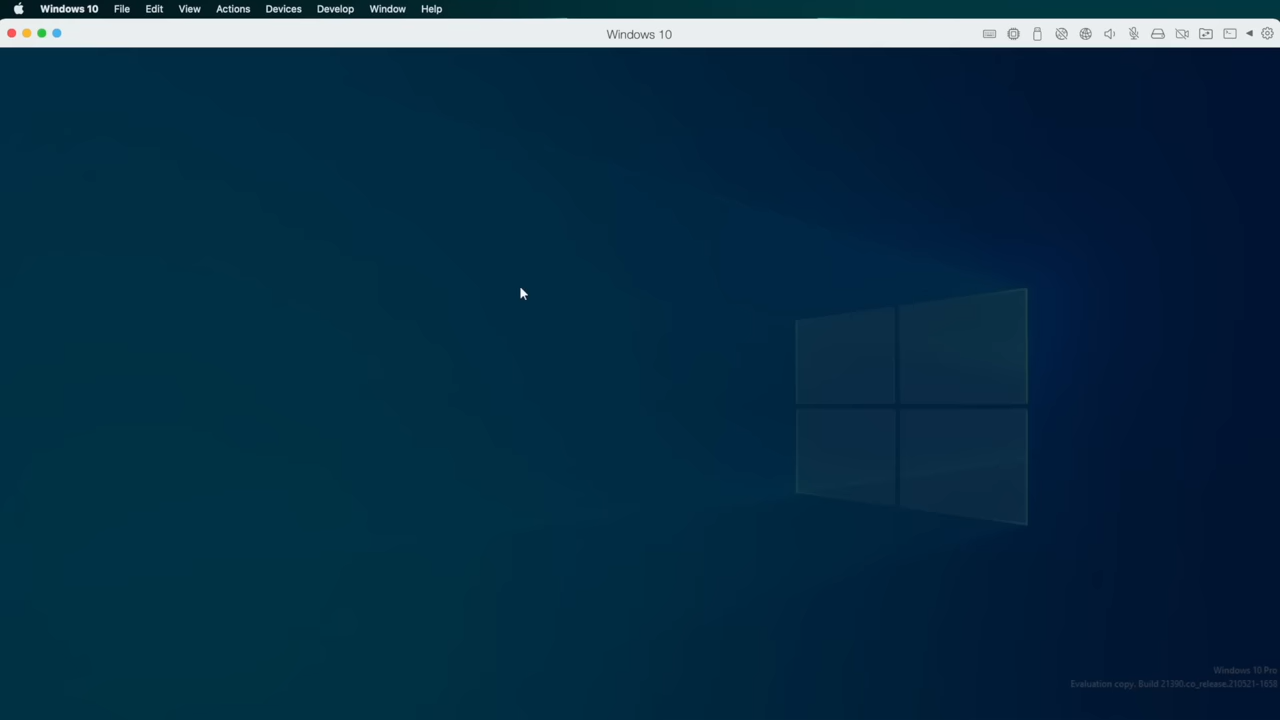 Windows 10 File Edit View Actions Devices Develop Window Help
Windows 10
Windows 10 Pro
Evaluation copy. Build 21390.co_release.210521-1658